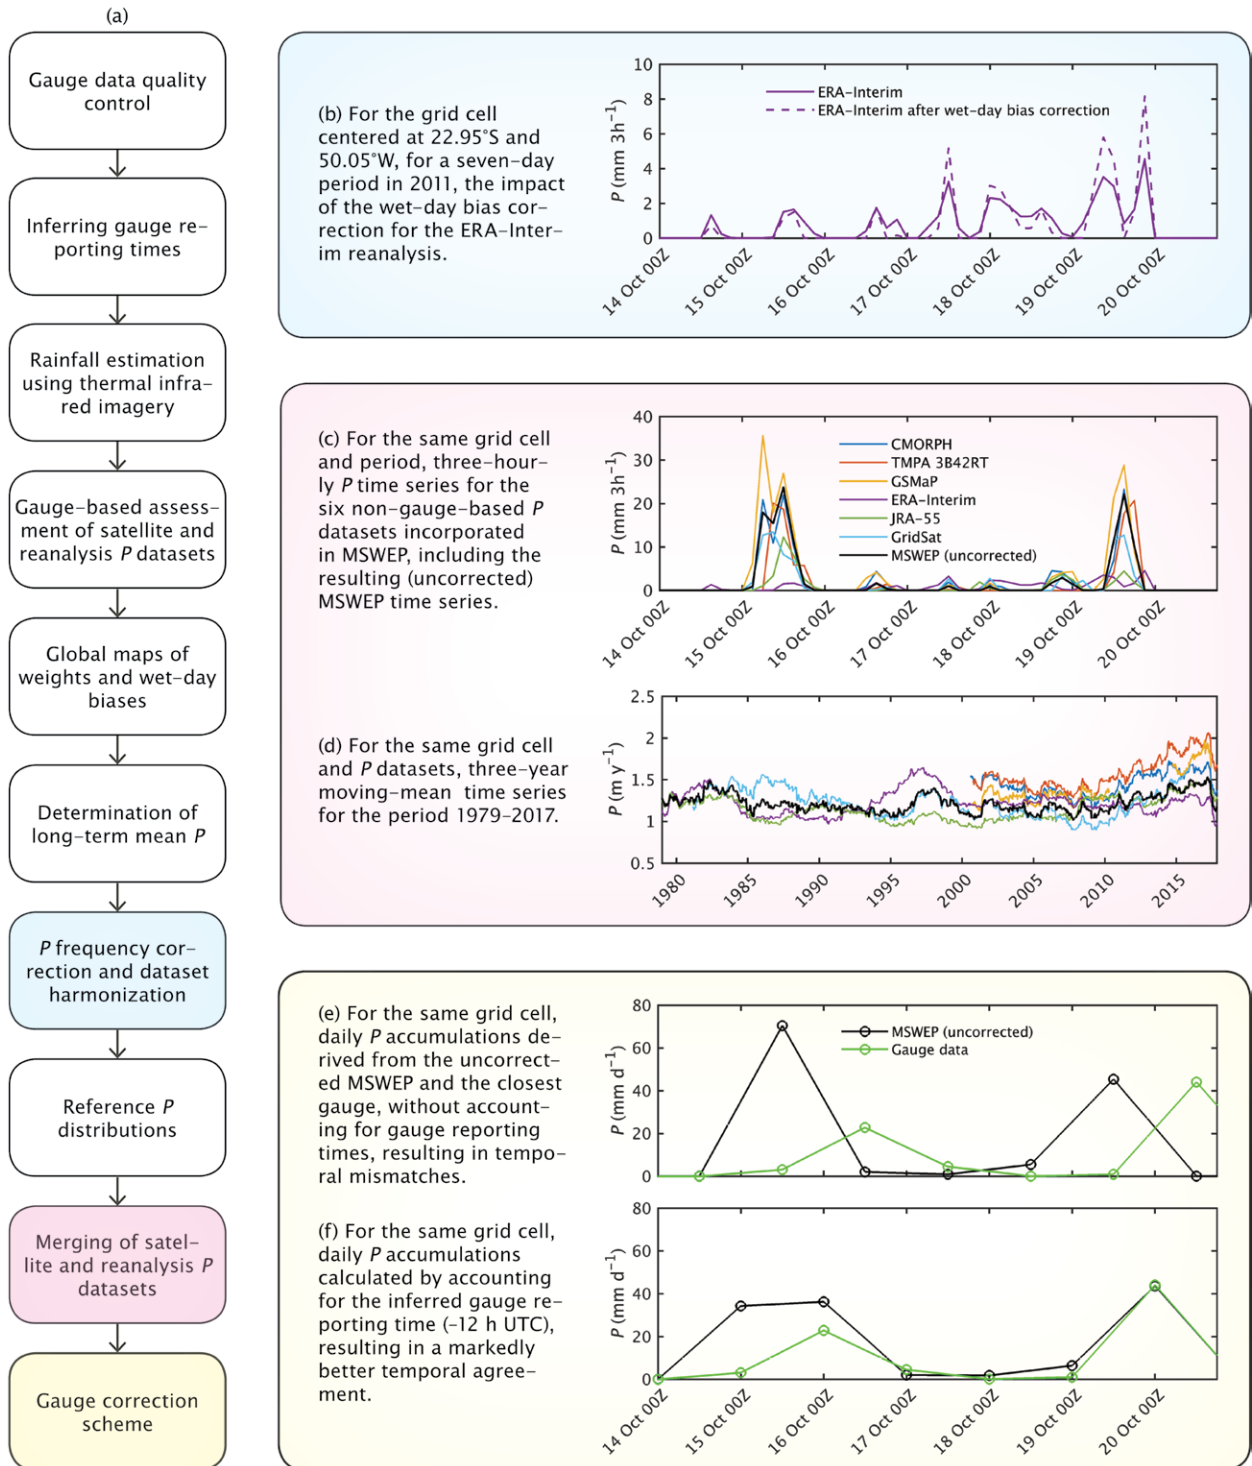 (a)
Gauge data quality
control
Inferring gauge re-
porting times
Rainfall estimation
using thermal infra-
red imagery
Gauge-based assess-
ment of satellite and
reanalysis P datasets
Global maps of
weights and wet-day
biases
Determination of
long-term mean P
P frequency cor-
rection and dataset
harmonization
Reference P
distributions
Merging of satel-
lite and reanalysis P
datasets
Gauge correction
scheme
(b) For the grid cell
centered at 22.95°S and
50.05°W, for a seven-day
period in 2011, the impact
of the wet-day bias cor-
rection for the ERA-Inter-
im reanalysis.
P (mm 3h⁻¹)
10
8
6
4
2
0
ERA-Interim
ERA-Interim after wet-day bias correction
14 Oct 00Z
15 Oct 00Z
16 Oct 00Z
17 Oct 00Z
18 Oct 00Z
19 Oct 00Z
20 Oct 00Z
(c) For the same grid cell
and period, three-hour-
ly P time series for the
six non-gauge-based P
datasets incorporated
in MSWEP, including the
resulting (uncorrected)
MSWEP time series.
P (mm 3h⁻¹)
40
30
20
10
0
CMORPH
TMPA 3B42RT
GSMaP
ERA-Interim
JRA-55
GridSat
MSWEP (uncorrected)
14 Oct 00Z
15 Oct 00Z
16 Oct 00Z
17 Oct 00Z
18 Oct 00Z
19 Oct 00Z
20 Oct 00Z
(d) For the same grid cell
and P datasets, three-year
moving-mean time series
for the period 1979-2017.
P (m y⁻¹)
2.5
2
1.5
1
0.5
1980
1985
1990
1995
2000
2005
2010
2015
(e) For the same grid cell,
daily P accumulations de-
rived from the uncorrect-
ed MSWEP and the closest
gauge, without account-
ing for gauge reporting
times, resulting in tempo-
ral mismatches.
P (mm d⁻¹)
80
60
40
20
0
MSWEP (uncorrected)
Gauge data
(f) For the same grid cell,
daily P accumulations
calculated by accounting
for the inferred gauge re-
porting time (-12 h UTC),
resulting in a markedly
better temporal agree-
ment.
P (mm d⁻¹)
80
60
40
20
0
14 Oct 00Z
15 Oct 00Z
16 Oct 00Z
17 Oct 00Z
18 Oct 00Z
19 Oct 00Z
20 Oct 00Z